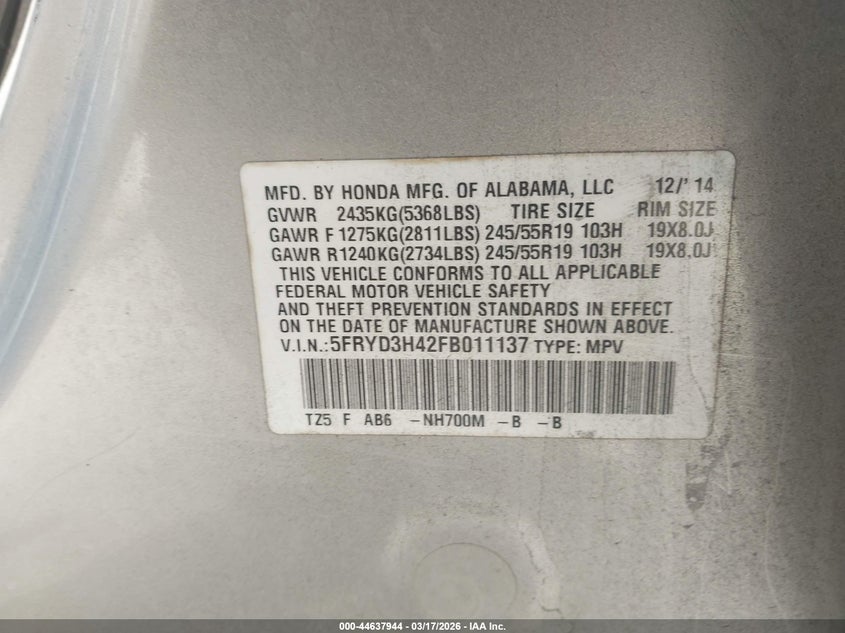 MFD. BY HONDA MFG. OF ALABAMA, LLC 12/'14
GVWR 2435KG(5368LBS) TIRE SIZE RIM SIZE
GAWR F1275KG(2811LBS) 245/55R19 103H 19X8.0J
GAWR R1240KG(2734LBS) 245/55R19 103H 19X8.0J
THIS VEHICLE CONFORMS TO ALL APPLICABLE
FEDERAL MOTOR VEHICLE SAFETY
AND THEFT PREVENTION STANDARDS IN EFFECT
ON THE DATE OF MANUFACTURE SHOWN ABOVE.
V.I.N.:5FRYD3H42FB011137 TYPE: MPV
TZ5 F AB6 -NH700M -B -B
000-44637944 - 03/17/2026 - IAA Inc.